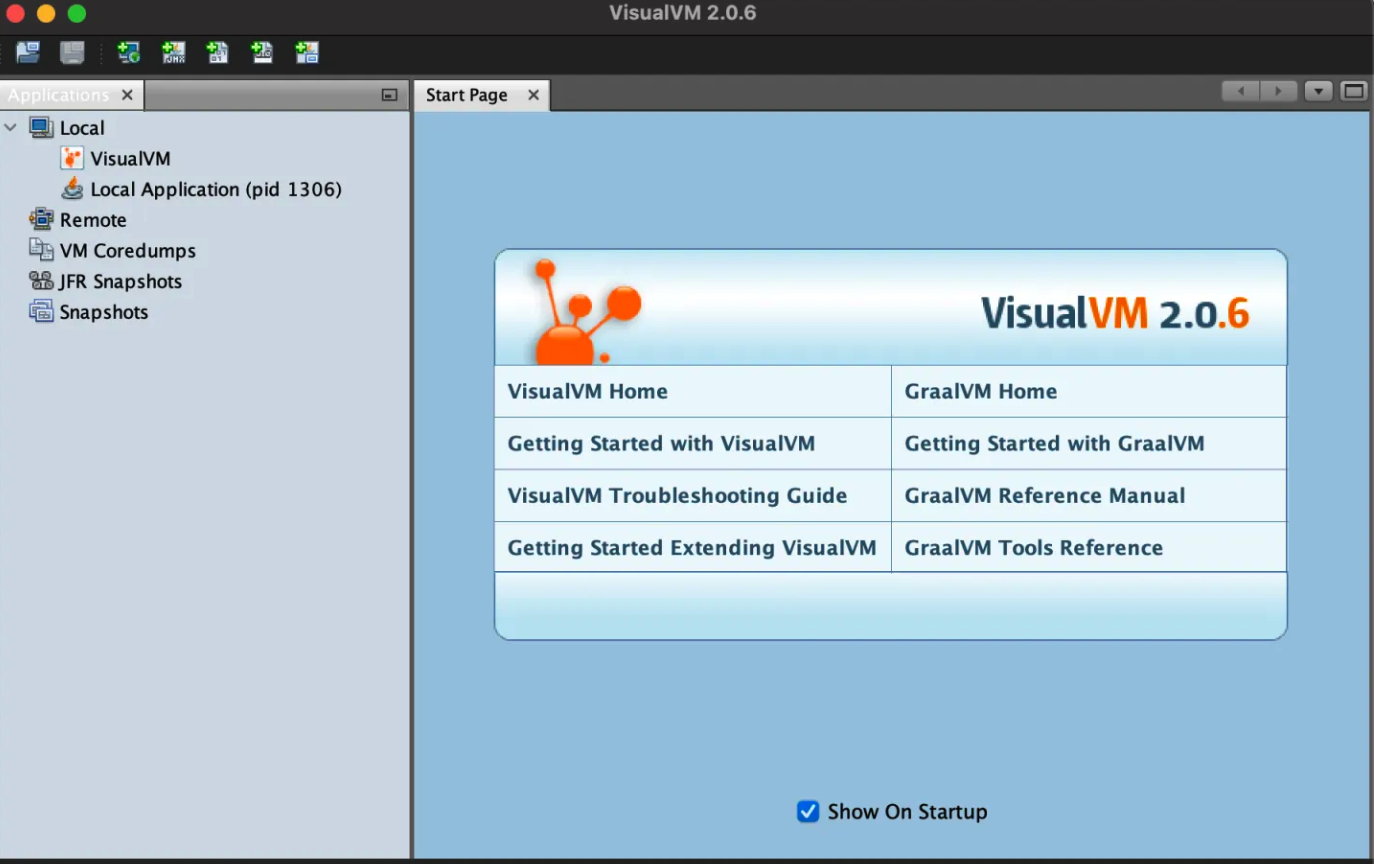 VisualVM 2.0.6
Applications
Start Page
Local
VisualVM
Local Application (pid 1306)
Remote
VM Coredumps
JFR Snapshots
Snapshots
VisualVM 2.0.6
VisualVM Home
GraalVM Home
Getting Started with VisualVM
Getting Started with GraalVM
VisualVM Troubleshooting Guide
GraalVM Reference Manual
Getting Started Extending VisualVM
GraalVM Tools Reference
Show On Startup